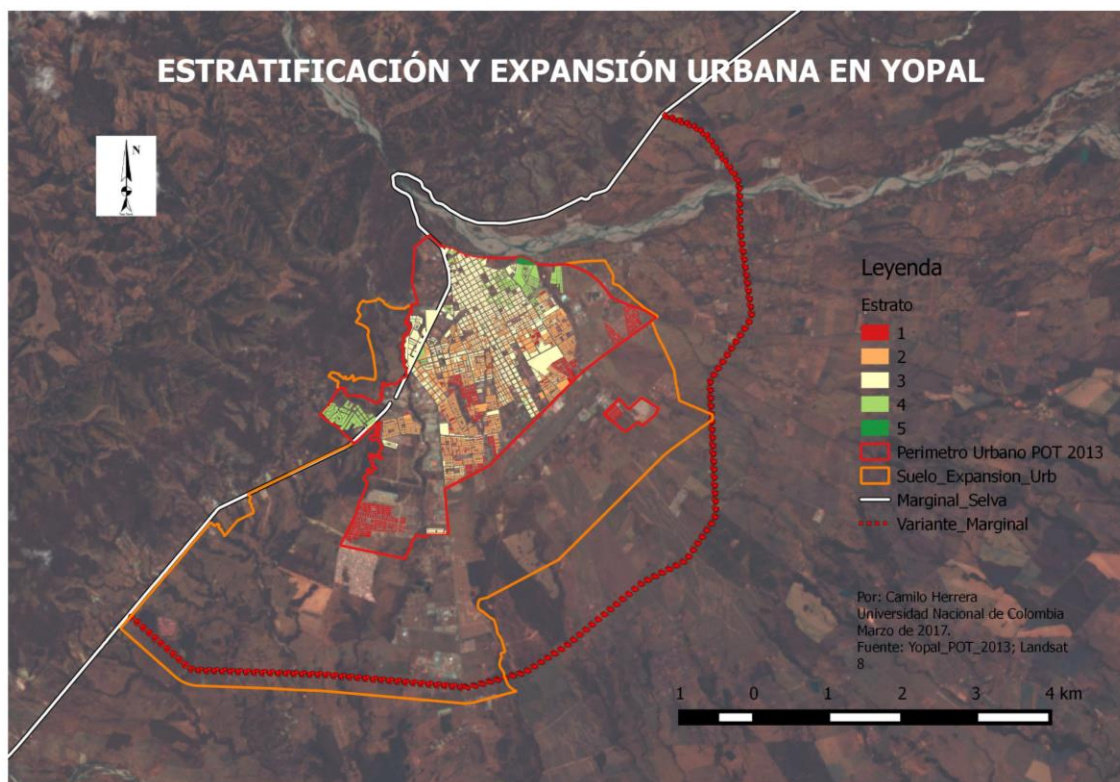 ESTRATIFICACIÓN Y EXPANSIÓN URBANA EN YOPAL
N
Leyenda
Estrato
1
2
3
4
5
Perimetro Urbano POT 2013
Suelo_Expansion_Urb
Marginal_Selva
Variante_Marginal
Por: Camilo Herrera
Universidad Nacional de Colombia
Marzo de 2017.
Fuente: Yopal_POT_2013; Landsat
8
1 0 1 2 3 4 km